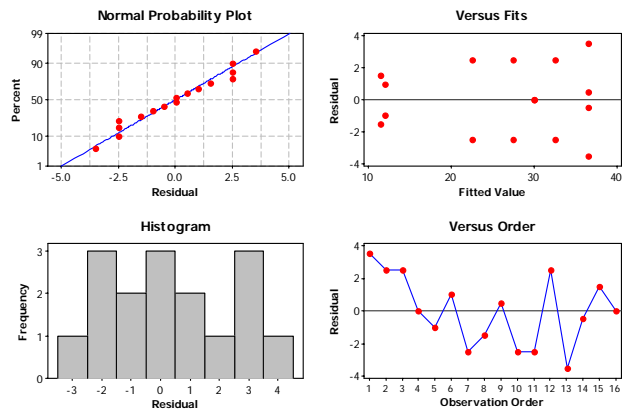 Normal Probability Plot
99
90
50
10
1
Percent
-5.0 -2.5 0.0 2.5 5.0
Residual
Versus Fits
4
2
0
-2
-4
Residual
10 20 30 40
Fitted Value
Histogram
3
2
1
0
Frequency
-3 -2 -1 0 1 2 3 4
Residual
Versus Order
4
2
0
-2
-4
Residual
1 2 3 4 5 6 7 8 9 10 11 12 13 14 15 16
Observation Order